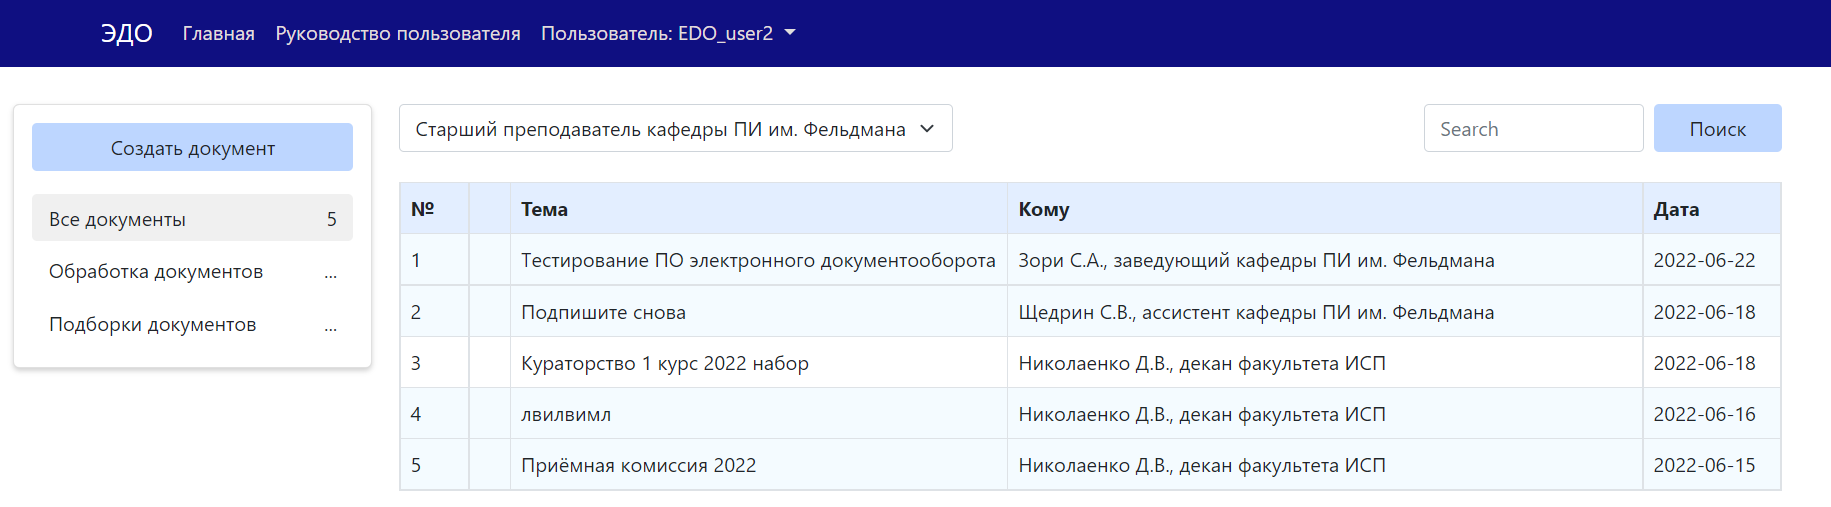 ЭДО Главная Руководство пользователя Пользователь: EDO_user2
Создать документ
Все документы 5
Обработка документов ...
Подборки документов ...
Старший преподаватель кафедры ПИ им. Фельдмана
Search Поиск
№ Тема Кому Дата
1 Тестирование ПО электронного документооборота Зори С.А., заведующий кафедры ПИ им. Фельдмана 2022-06-22
2 Подпишите снова Щедрин С.В., ассистент кафедры ПИ им. Фельдмана 2022-06-18
3 Кураторство 1 курс 2022 набор Николаенко Д.В., декан факультета ИСП 2022-06-18
4 лвилвимл Николаенко Д.В., декан факультета ИСП 2022-06-16
5 Приёмная комиссия 2022 Николаенко Д.В., декан факультета ИСП 2022-06-15